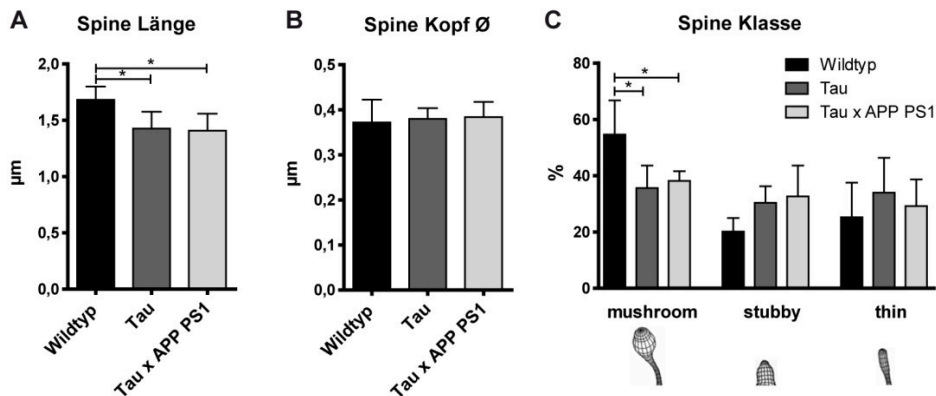 A
Spine Länge
2,0
1,5
1,0
0,5
0,0
µm
* *
Wildtyp
Tau
Tau x APP PS1
B
Spine Kopf Ø
0,5
0,4
0,3
0,2
0,1
0,0
µm
Wildtyp
Tau
Tau x APP PS1
C
Spine Klasse
Wildtyp
Tau
Tau x APP PS1
80
60
40
20
0
%
*
*
mushroom stubby thin